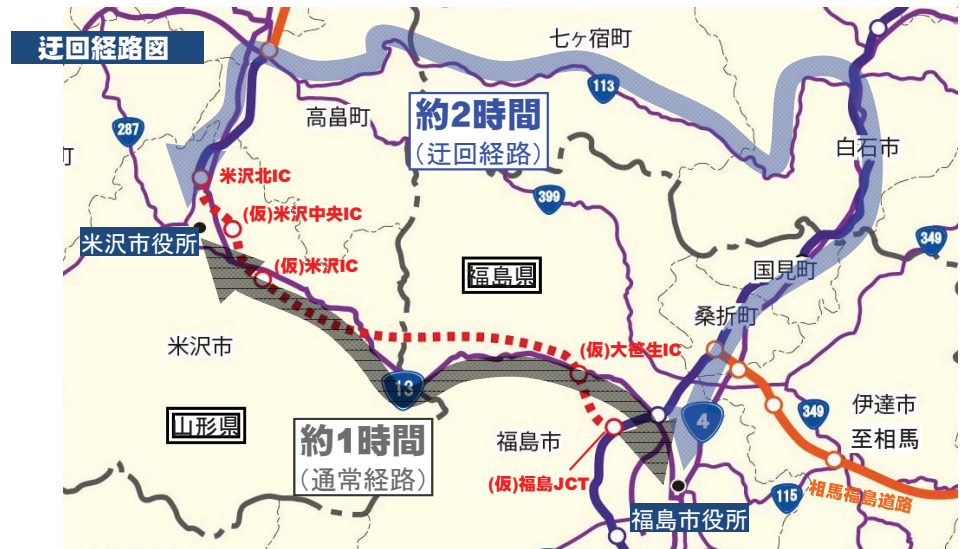 迂回経路図
七ヶ宿町
113
高畠町
約2時間
(迂回経路)
287
町
白石市
米沢北IC
399
(仮)米沢中央IC
米沢市役所
349
(仮)米沢IC
福島県
国見町
桑折町
米沢市
(仮)大笹生IC
13
山形県
349
伊達市
4
至相馬
約1時間
(通常経路)
福島市
(仮)福島JCT
115
相馬福島道路
福島市役所